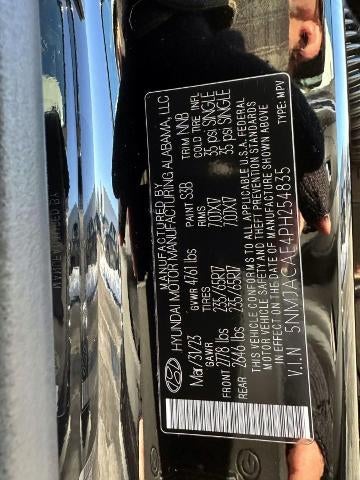 MANUFACTURED BY
HYUNDAI MOTOR MANUFACTURING ALABAMA, LLC
Mar/31/23 GVWR 4761 lbs PAINT S3B TRIM NNB
GAWR TIRES RIMS COLD TIRE INFL
FRONT 2778 lbs 235/65R17 7.0JX17 35 psi SINGLE
REAR 2646 lbs 235/65R17 7.0JX17 35 psi SINGLE
THIS VEHICLE CONFORMS TO ALL APPLICABLE U.S.A. FEDERAL
MOTOR VEHICLE SAFETY AND THEFT PREVENTION STANDARDS
IN EFFECT ON THE DATE OF MANUFACTURE SHOWN ABOVE
V.I.N: 5NMJACAE4PH254835 TYPE: MPV